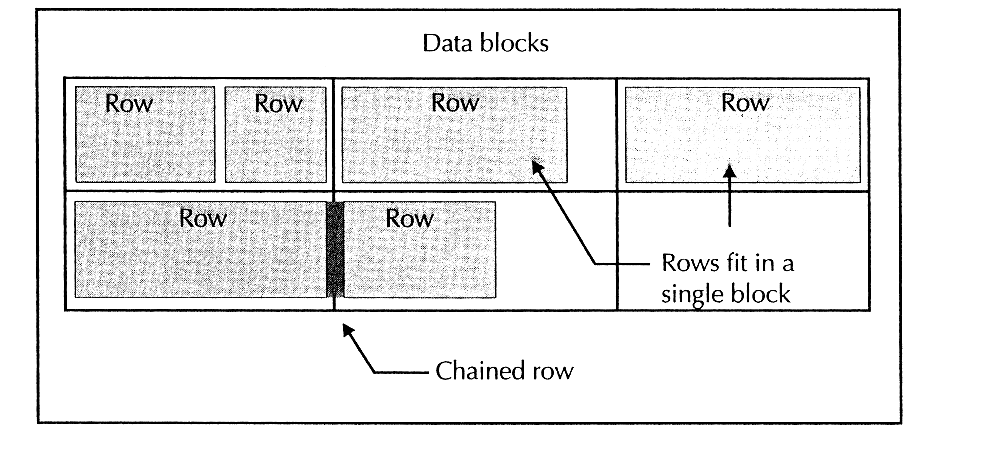 Data blocks
Row Row Row Row
Row Row
Rows fit in a
single block
Chained row